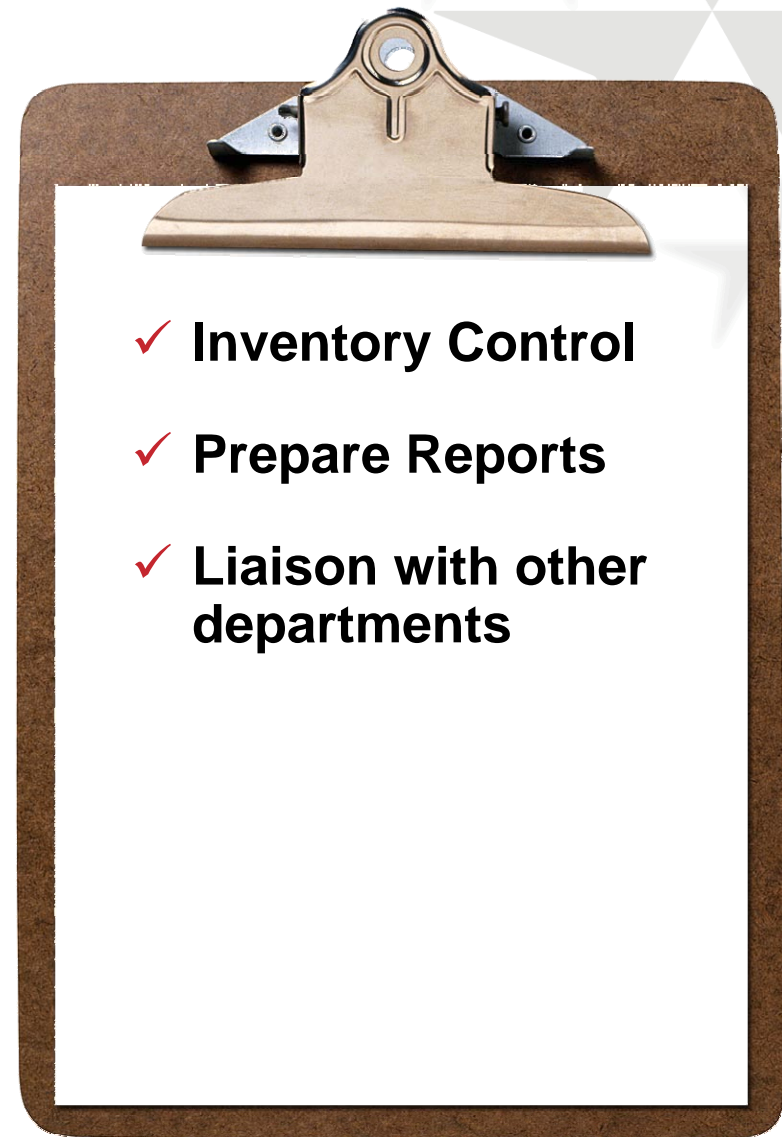 ✓ Inventory Control
✓ Prepare Reports
✓ Liaison with other
departments